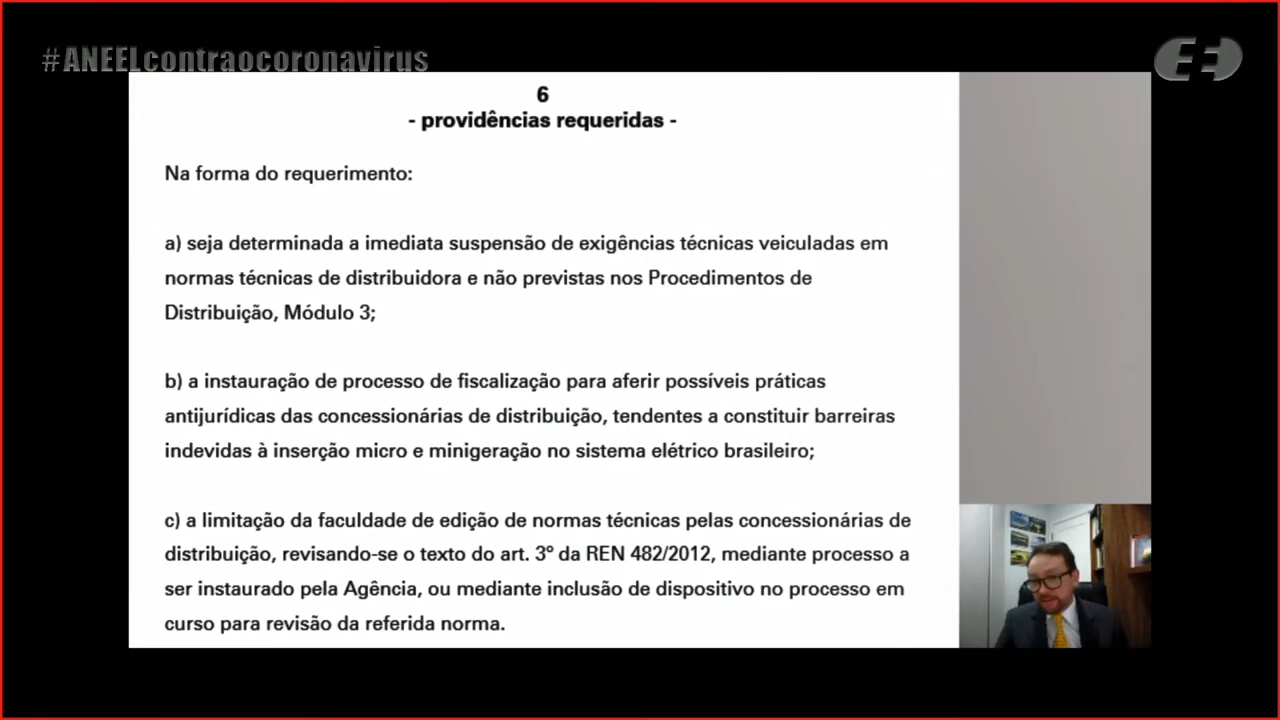 #ANEELcontraocoronavirus
6
- providências requeridas -
Na forma do requerimento:
a) seja determinada a imediata suspensão de exigências técnicas veiculadas em
normas técnicas de distribuidora e não previstas nos Procedimentos de
Distribuição, Módulo 3;
b) a instauração de processo de fiscalização para aferir possíveis práticas
antijurídicas das concessionárias de distribuição, tendentes a constituir barreiras
indevidas à inserção micro e minigeração no sistema elétrico brasileiro;
c) a limitação da faculdade de edição de normas técnicas pelas concessionárias de
distribuição, revisando-se o texto do art. 3º da REN 482/2012, mediante processo a
ser instaurado pela Agência, ou mediante inclusão de dispositivo no processo em
curso para revisão da referida norma.